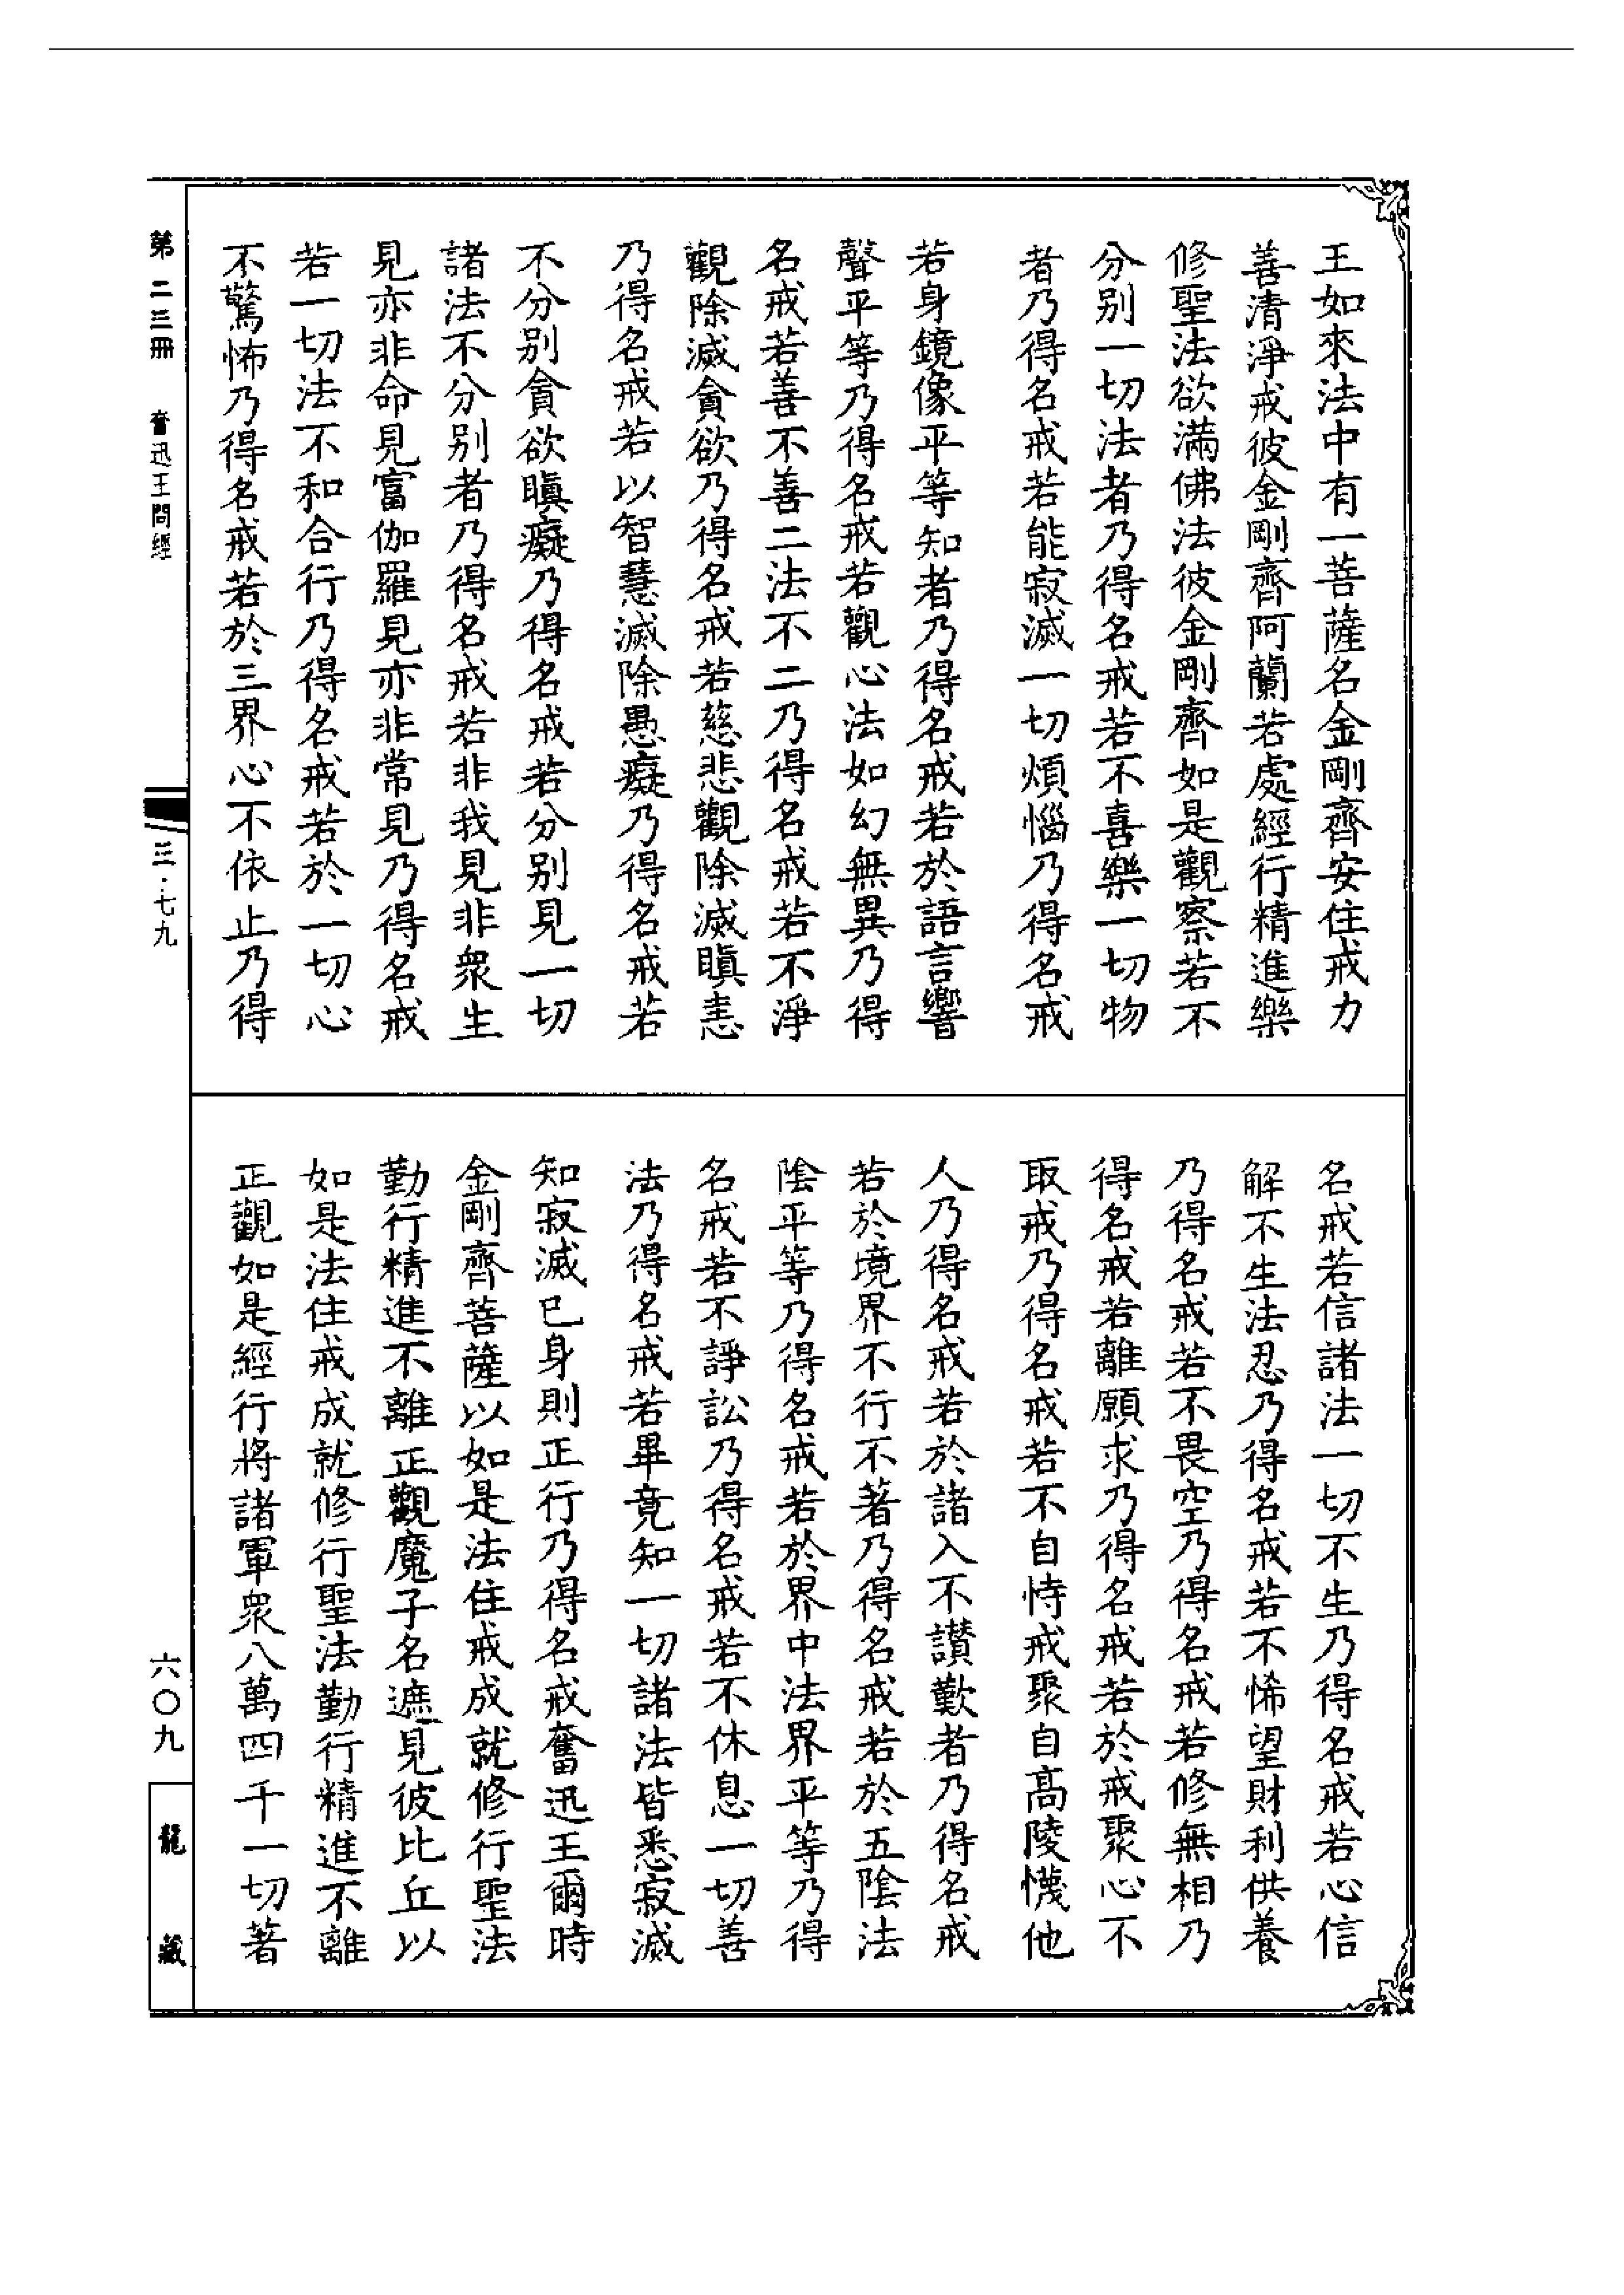 王如來法中有一菩薩名金剛齊安住戒力
善清淨戒彼金剛齊阿蘭若處經行精進樂
修聖法欲滿佛法彼金剛齊如是觀察若不
分別一切法者乃得名戒若不喜樂一切物
者乃得名戒若能寂滅一切煩惱乃得名戒
若身鏡像平等知者乃得名戒若於語言響
聲平等乃得名戒若觀心法如幻無異乃得
名戒若善不善二法不二乃得名戒若不淨
觀除滅貪欲乃得名戒若慈悲觀除滅瞋恚
乃得名戒若以智慧滅除愚癡乃得名戒若
不分別貪欲瞋癡乃得名戒若分別見一切
諸法不分別者乃得名戒若非我見非眾生
見亦非命見富伽羅見亦非常見乃得名戒
若一切法不和合行乃得名戒若於一切心
不驚怖乃得名戒若於三界心不依止乃得
名戒若信諸法一切不生乃得名戒若心信
解不生法忍乃得名戒若不悕望財利供養
乃得名戒若不畏空乃得名戒若修無相乃
得名戒若離願求乃得名戒若於戒聚心不
取戒乃得名戒若不自恃戒聚自高陵懱他
人乃得名戒若於諸入不讃歎者乃得名戒
若於境界不行不著乃得名戒若於五陰法
陰平等乃得名戒若於界中法界平等乃得
名戒若不諍訟乃得名戒若不休息一切善
法乃得名戒若畢竟知一切諸法皆悉寂滅
知寂滅已身則正行乃得名戒奮迅王爾時
金剛齊菩薩以如是法住戒成就修行聖法
勤行精進不離正觀魔子名遮見彼比丘以
如是法住戒成就修行聖法勤行精進不離
正觀如是經行將諸軍眾八萬四千一切著
第二三冊 奮迅王問經
三·七九
六〇九
龍藏